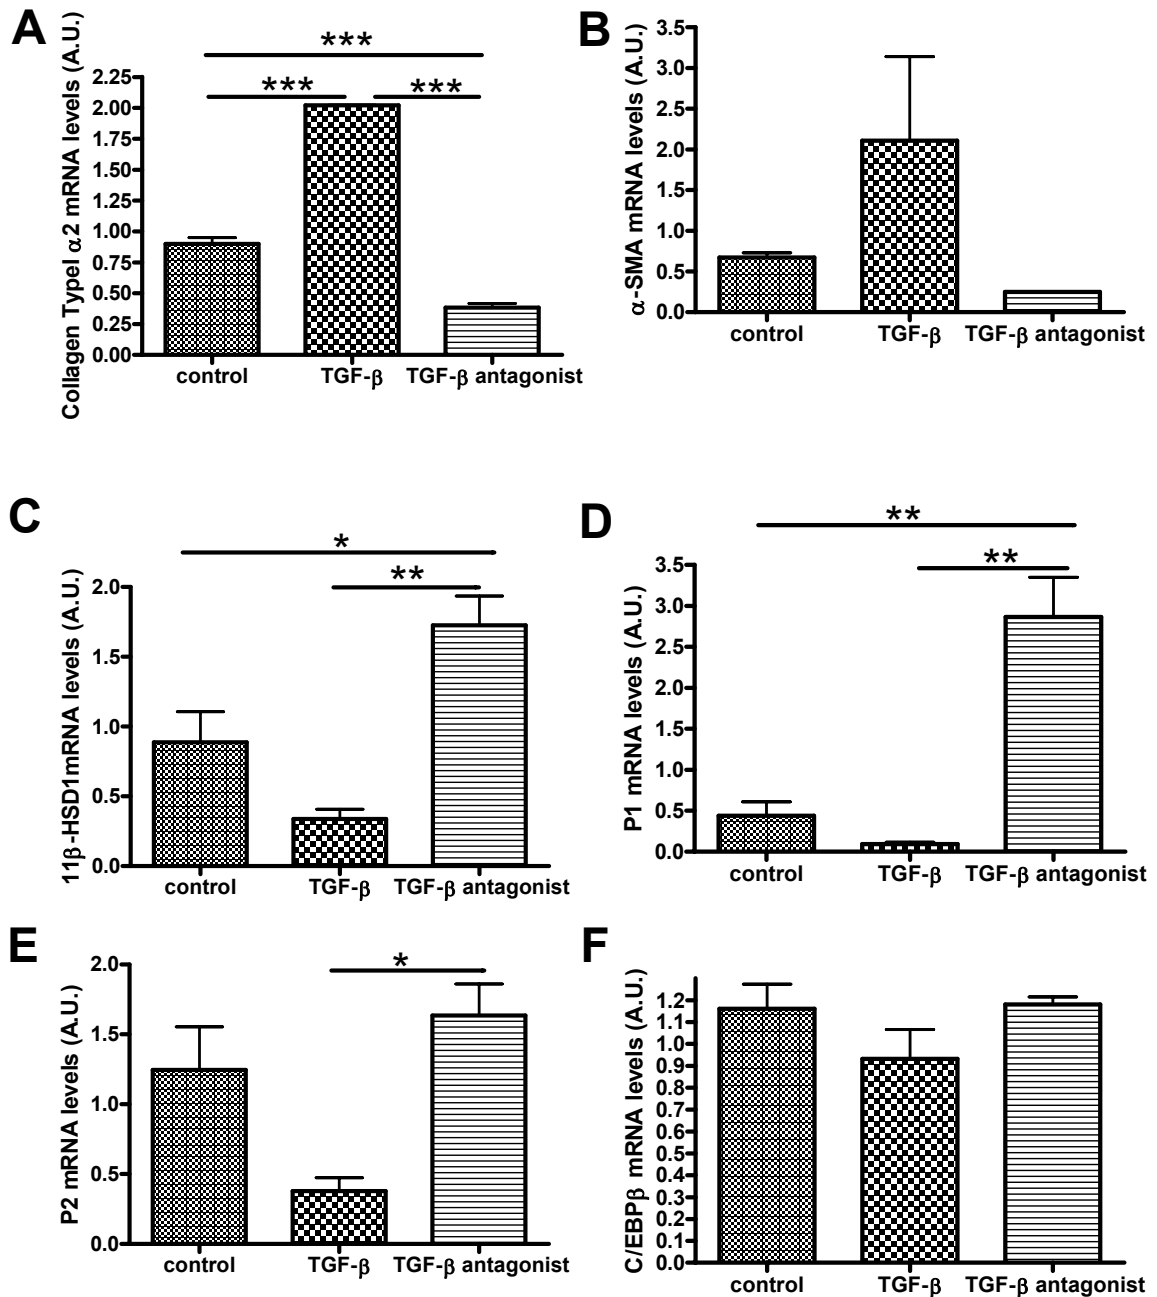 A
Collagen TypeI α2 mRNA levels (A.U.)
***
***
***
2.25
2.00
1.75
1.50
1.25
1.00
0.75
0.50
0.25
0.00
control
TGF-β
TGF-β antagonist
B
α-SMA mRNA levels (A.U.)
3.5
3.0
2.5
2.0
1.5
1.0
0.5
0.0
control
TGF-β
TGF-β antagonist
C
11β-HSD1mRNA levels (A.U.)
*
**
2.0
1.5
1.0
0.5
0.0
control
TGF-β
TGF-β antagonist
D
P1 mRNA levels (A.U.)
**
**
3.5
3.0
2.5
2.0
1.5
1.0
0.5
0.0
control
TGF-β
TGF-β antagonist
E
P2 mRNA levels (A.U.)
*
2.0
1.5
1.0
0.5
0.0
control
TGF-β
TGF-β antagonist
F
C/EBPβ mRNA levels (A.U.)
1.2
1.1
1.0
0.9
0.8
0.7
0.6
0.5
0.4
0.3
0.2
0.1
0.0
control
TGF-β
TGF-β antagonist